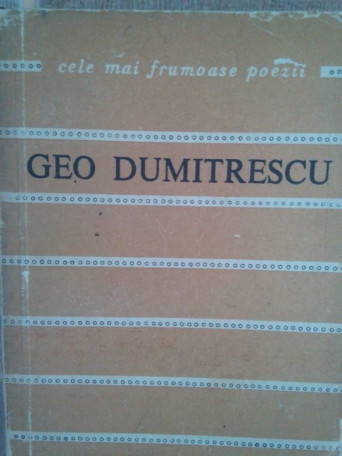 cele mai frumoase poezii
GEO DUMITRESCU